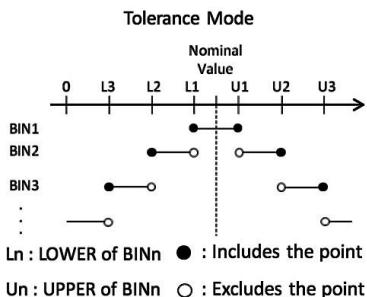 Tolerance Mode
Nominal
Value
0 L3 L2 L1 U1 U2 U3
BIN1
BIN2
BIN3
Ln : LOWER of BINn ● : Includes the point
Un : UPPER of BINn ○ : Excludes the point